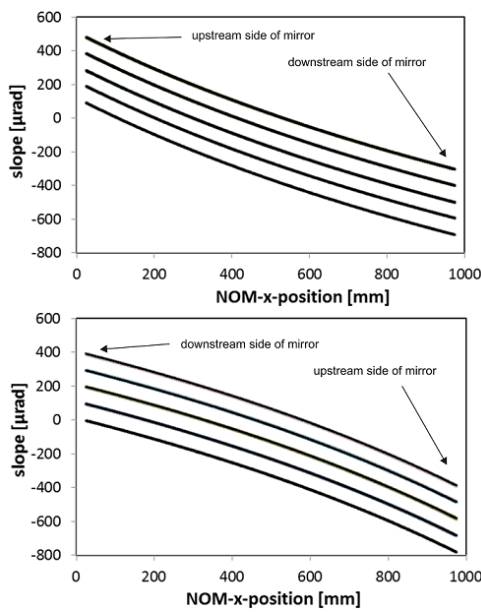 600
400
200
0
-200
-400
-600
-800
slope [µrad]
upstream side of mirror
downstream side of mirror
0 200 400 600 800 1000
NOM-x-position [mm]
600
400
200
0
-200
-400
-600
-800
slope [µrad]
downstream side of mirror
upstream side of mirror
0 200 400 600 800 1000
NOM-x-position [mm]